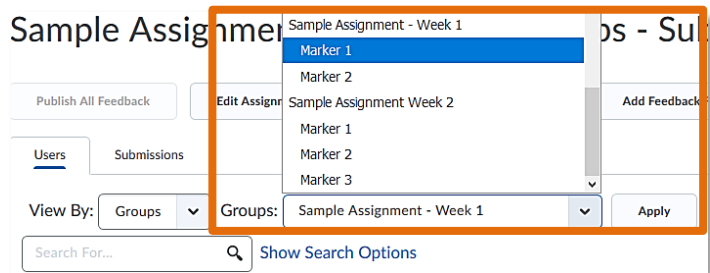 Sample Assig
os - Sub
Sample Assignment - Week 1
Marker 1
Marker 2
Sample Assignment Week 2
Marker 1
Marker 2
Marker 3
Publish All Feedback
Edit Assign
Add Feedback
Users Submissions
View By: Groups Groups: Sample Assignment - Week 1 Apply
Search For... Show Search Options